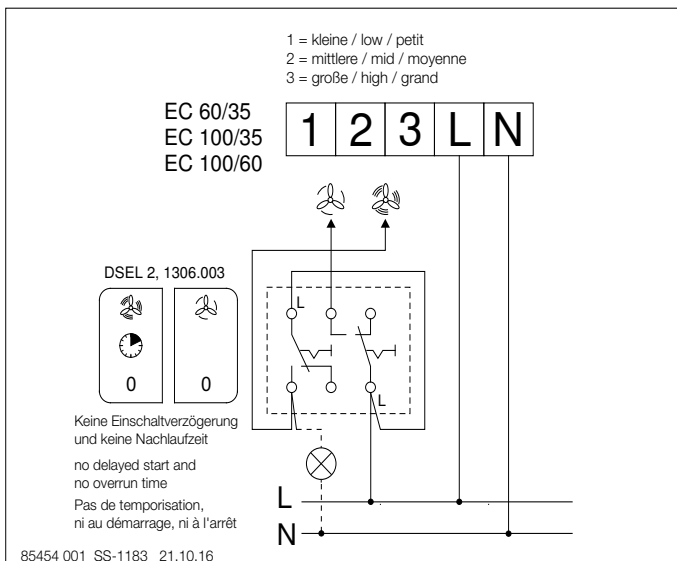 1 = kleine / low / petit
2 = mittlere / mid / moyenne
3 = große / high / grand
EC 60/35
EC 100/35
EC 100/60
1 2 3 L N
DSEL 2, 1306.003
L
0 0
L
Keine Einschaltverzögerung
und keine Nachlaufzeit
no delayed start and
no overrun time
Pas de temporisation,
ni au démarrage, ni à l'arrêt
L
N
85454 001 SS-1183 21.10.16